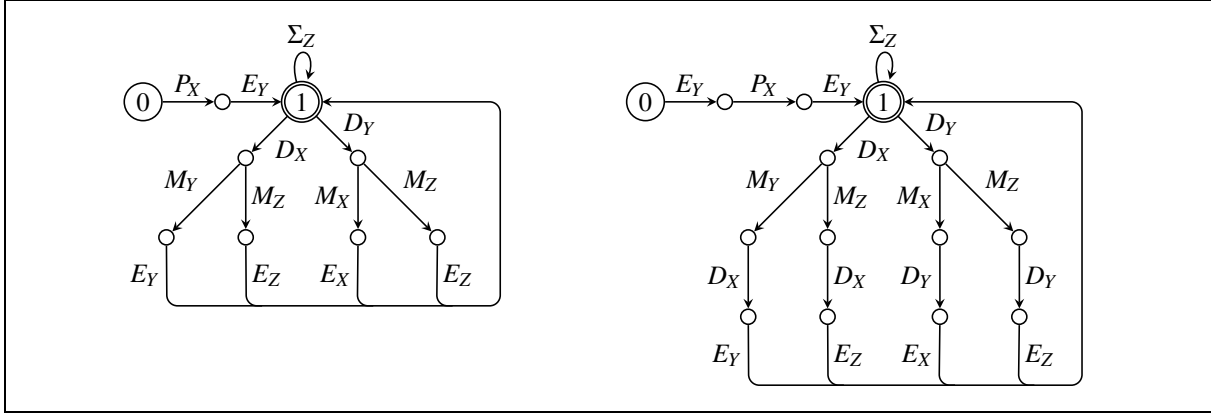 Σ_Z Σ_Z
0 P_X E_Y 1 0 E_Y P_X E_Y 1
D_X D_Y D_X D_Y
M_Y M_Z M_X M_Z M_Y M_Z M_X M_Z
E_Y E_Z E_X E_Z D_X D_X D_Y D_Y
E_Y E_Z E_X E_Z